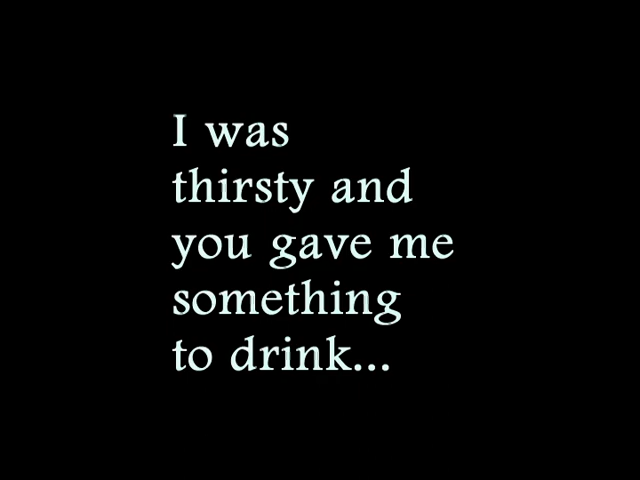 I was
thirsty and
you gave me
something
to drink...